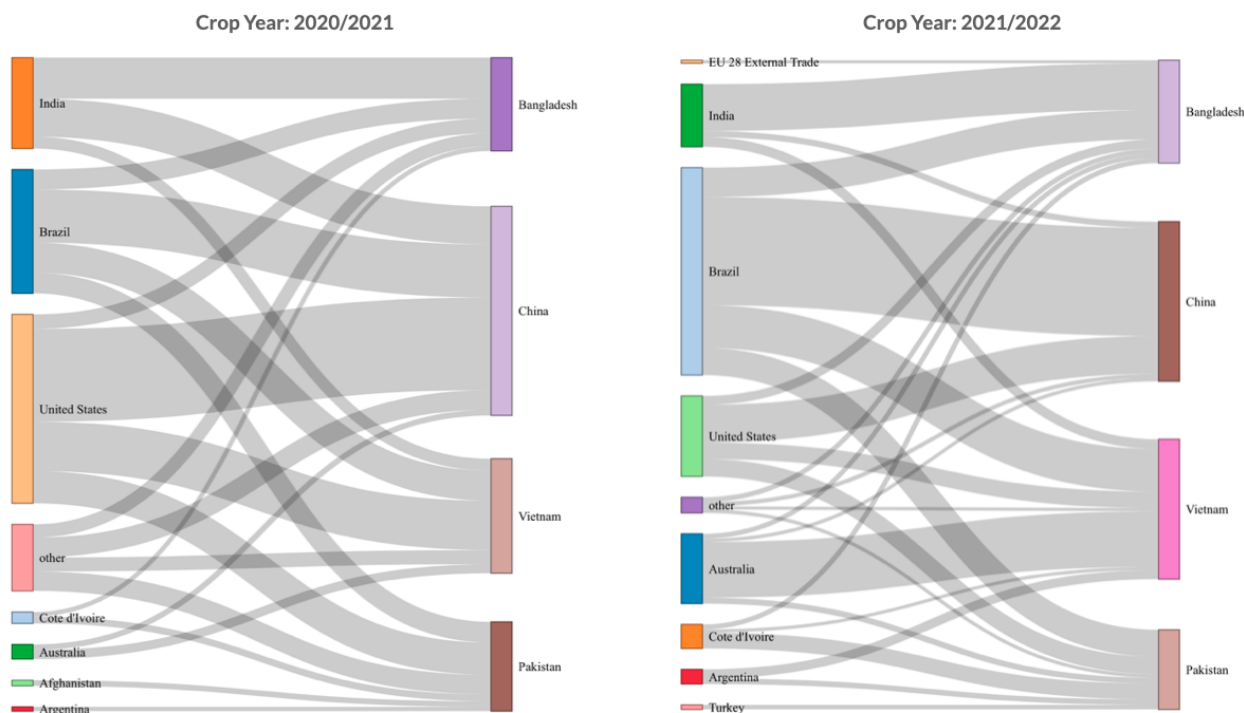 Crop Year: 2020/2021
India
Brazil
United States
other
Cote d'Ivoire
Australia
Afghanistan
Argentina
Bangladesh
China
Vietnam
Pakistan
Crop Year: 2021/2022
EU 28 External Trade
India
Brazil
United States
other
Australia
Cote d'Ivoire
Argentina
Turkey
Bangladesh
China
Vietnam
Pakistan